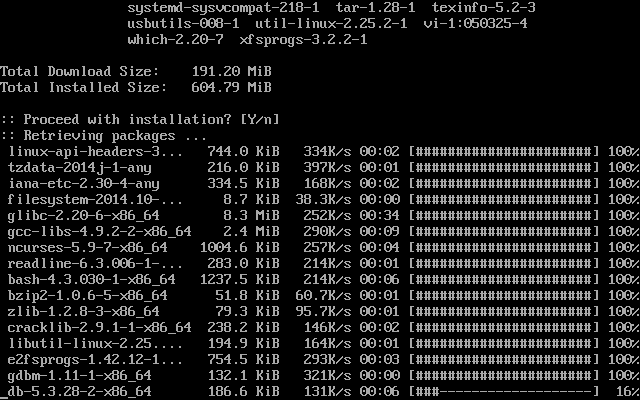 systemd-sysvcompat-218-1  tar-1.28-1  texinfo-5.2-3
usbutils-008-1  util-linux-2.25.2-1  vi-1:050325-4
which-2.20-7  xfsprogs-3.2.2-1
Total Download Size:    191.20 MiB
Total Installed Size:   604.79 MiB
:: Proceed with installation? [Y/n]
:: Retrieving packages ...
linux-api-headers-3...   744.0 KiB   334K/s 00:02 [######################] 100%
tzdata-2014j-1-any       216.0 KiB   397K/s 00:01 [######################] 100%
iana-etc-2.30-4-any      334.5 KiB   168K/s 00:02 [######################] 100%
filesystem-2014.10-...     8.7 KiB  38.3K/s 00:00 [######################] 100%
glibc-2.20-6-x86_64        8.3 MiB   252K/s 00:34 [######################] 100%
gcc-libs-4.9.2-2-x86_64    2.4 MiB   290K/s 00:09 [######################] 100%
ncurses-5.9-7-x86_64    1004.6 KiB   257K/s 00:04 [######################] 100%
readline-6.3.006-1-...   283.0 KiB   214K/s 00:01 [######################] 100%
bash-4.3.030-1-x86_64   1237.5 KiB   214K/s 00:06 [######################] 100%
bzip2-1.0.6-5-x86_64      51.8 KiB  60.7K/s 00:01 [######################] 100%
zlib-1.2.8-3-x86_64       79.3 KiB  95.7K/s 00:01 [######################] 100%
cracklib-2.9.1-1-x86_64  238.2 KiB   146K/s 00:02 [######################] 100%
libutil-linux-2.25....   194.9 KiB   164K/s 00:01 [######################] 100%
e2fsprogs-1.42.12-1...   754.5 KiB   293K/s 00:03 [######################] 100%
gdbm-1.11-1-x86_64       132.1 KiB   321K/s 00:00 [######################] 100%
_db-5.3.28-2-x86_64       186.6 KiB   131K/s 00:06 [###-------------------]  16%